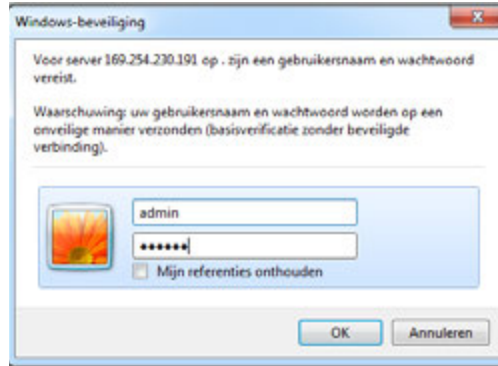 Windows-beveiliging
Voor server 169.254.230.191 op . zijn een gebruikersnaam en wachtwoord
vereist.
Waarschuwing: uw gebruikersnaam en wachtwoord worden op een
onveilige manier verzonden (basisverificatie zonder beveiligde
verbinding).
admin
••••••
Mijn referenties onthouden
OK
Annuleren